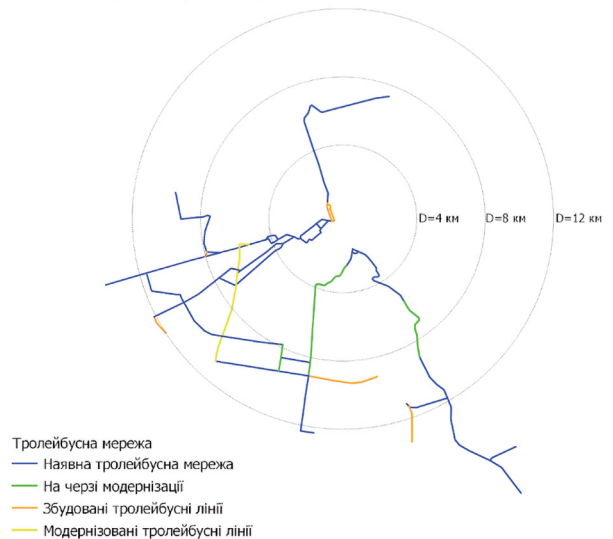 D=4 км
D=8 км
D=12 км
Тролейбусна мережа
Наявна тролейбусна мережа
На черзі модернізації
Збудовані тролейбусні лінії
Модернізовані тролейбусні лінії